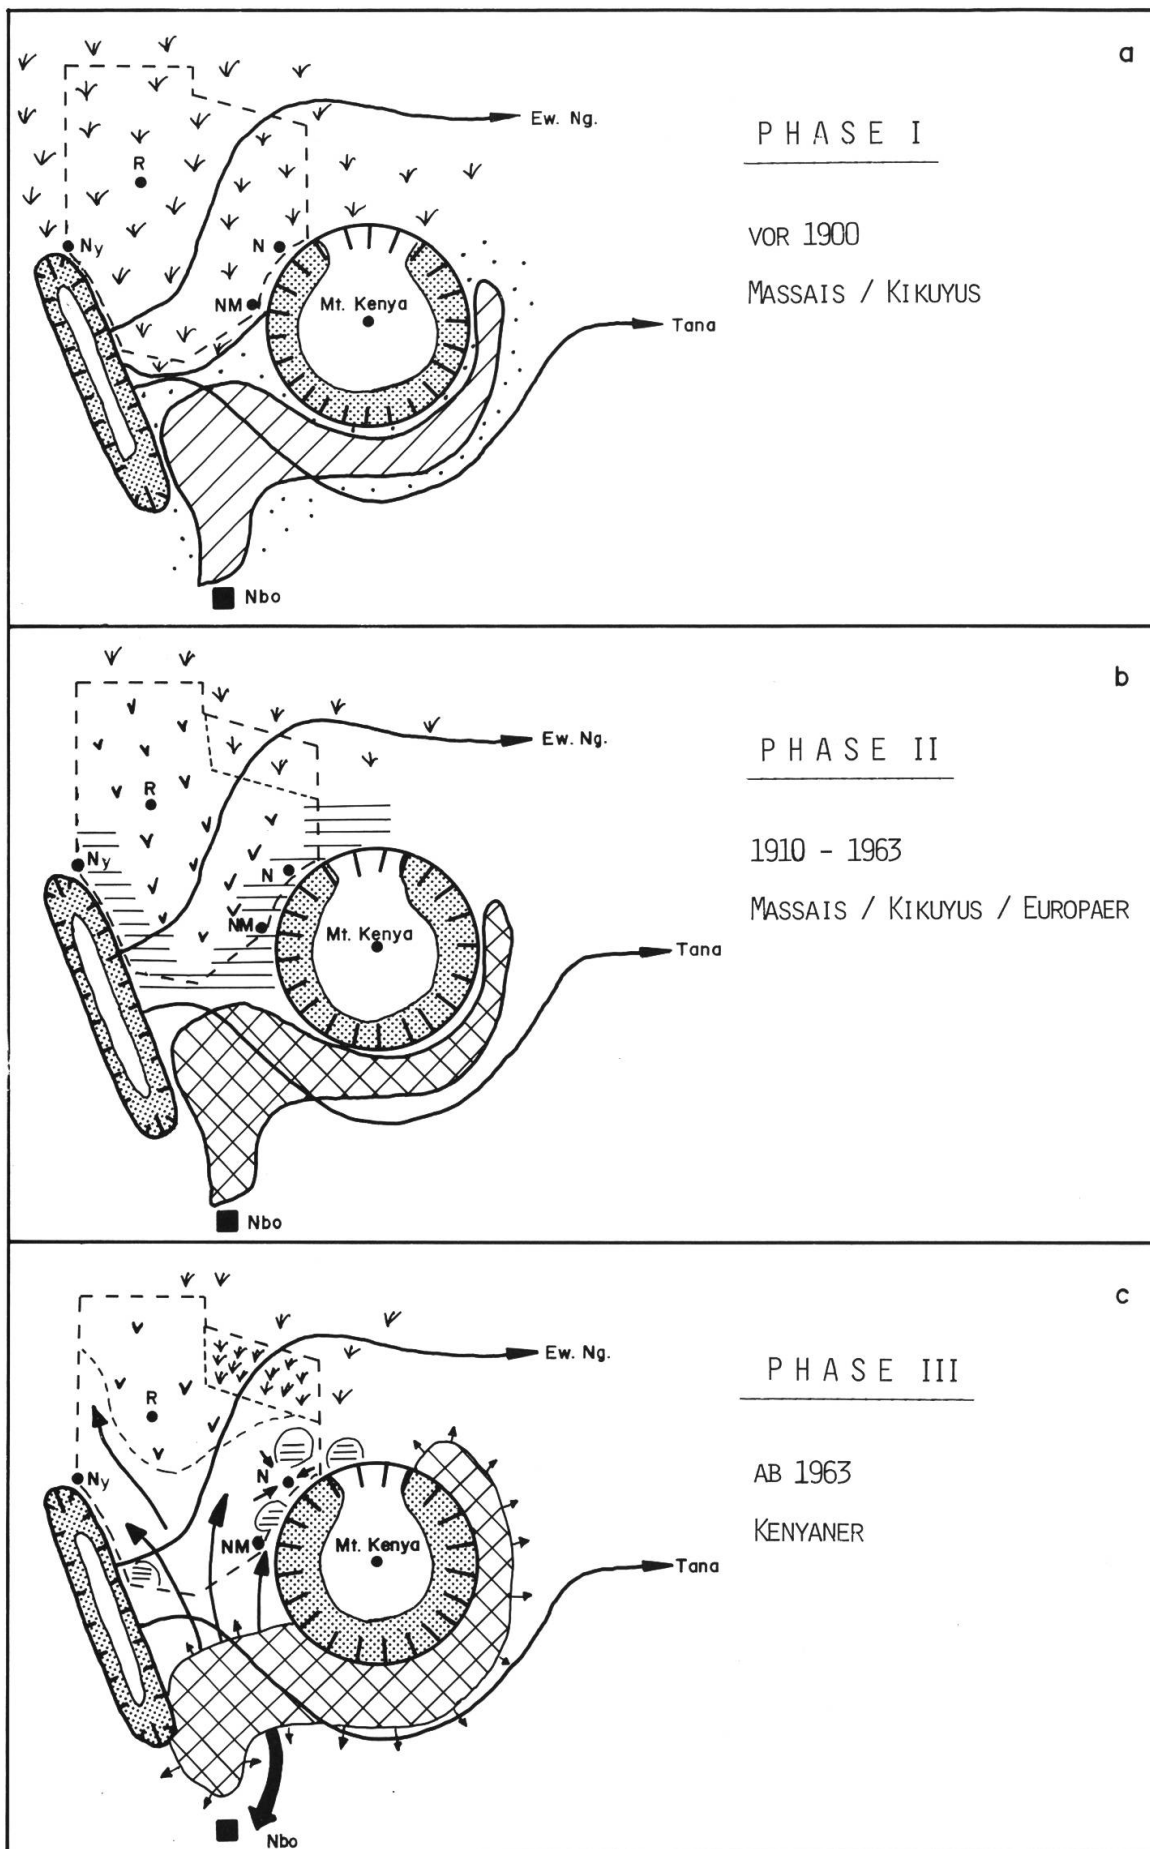 a
Ew. Ng.
PHASE I
R
VOR 1900
Ny
N
MASSAIS / KIKUYUS
NM
Mt. Kenya
Tana
Nbo
b
Ew. Ng.
PHASE II
R
1910 - 1963
Ny
N
MASSAIS / KIKUYUS / EUROPAER
NM
Mt. Kenya
Tana
Nbo
c
Ew. Ng.
PHASE III
R
AB 1963
Ny
N
KENYANER
NM
Mt. Kenya
Tana
Nbo